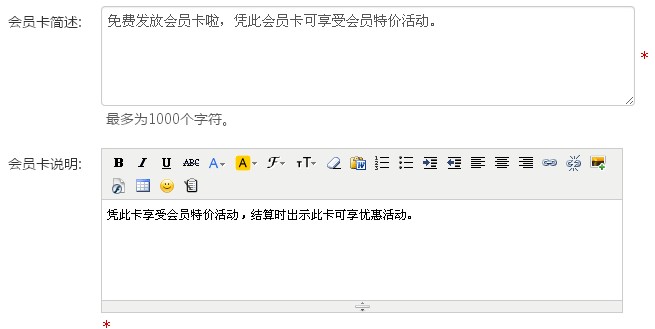 会员卡简述:
免费发放会员卡啦，凭此会员卡可享受会员特价活动。
*
最多为1000个字符。
会员卡说明:
B I U ABC A A F TT
凭此卡享受会员特价活动，结算时出示此卡可享优惠活动。
*